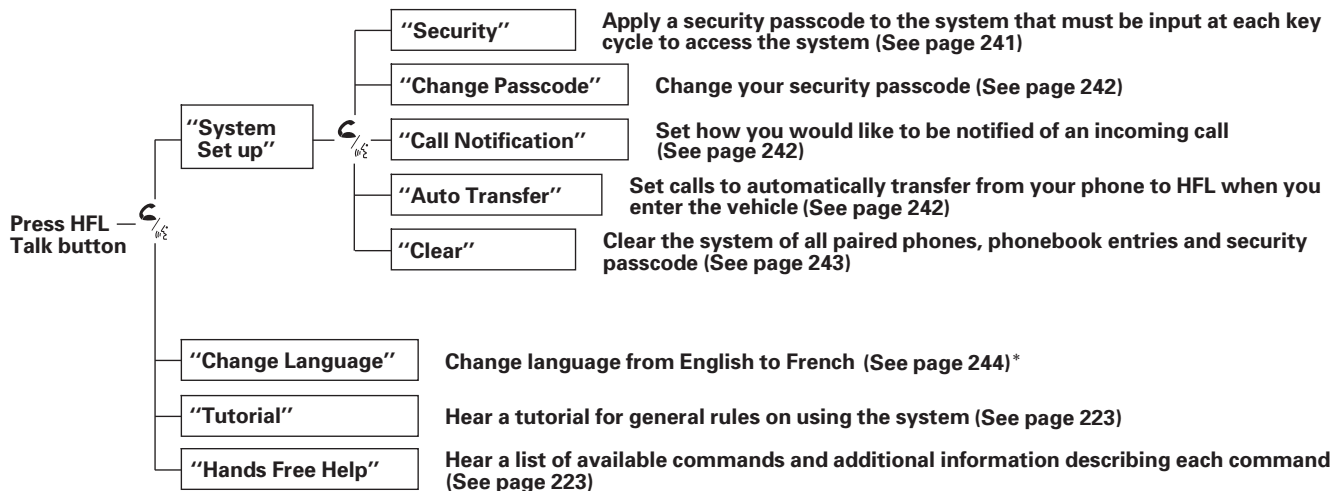 Press HFL
Talk button
"System
Set up"
"Security"
Apply a security passcode to the system that must be input at each key
cycle to access the system (See page 241)
"Change Passcode"
Change your security passcode (See page 242)
"Call Notification"
Set how you would like to be notified of an incoming call
(See page 242)
"Auto Transfer"
Set calls to automatically transfer from your phone to HFL when you
enter the vehicle (See page 242)
"Clear"
Clear the system of all paired phones, phonebook entries and security
passcode (See page 243)
"Change Language"
Change language from English to French (See page 244)*
"Tutorial"
Hear a tutorial for general rules on using the system (See page 223)
"Hands Free Help"
Hear a list of available commands and additional information describing each command
(See page 223)